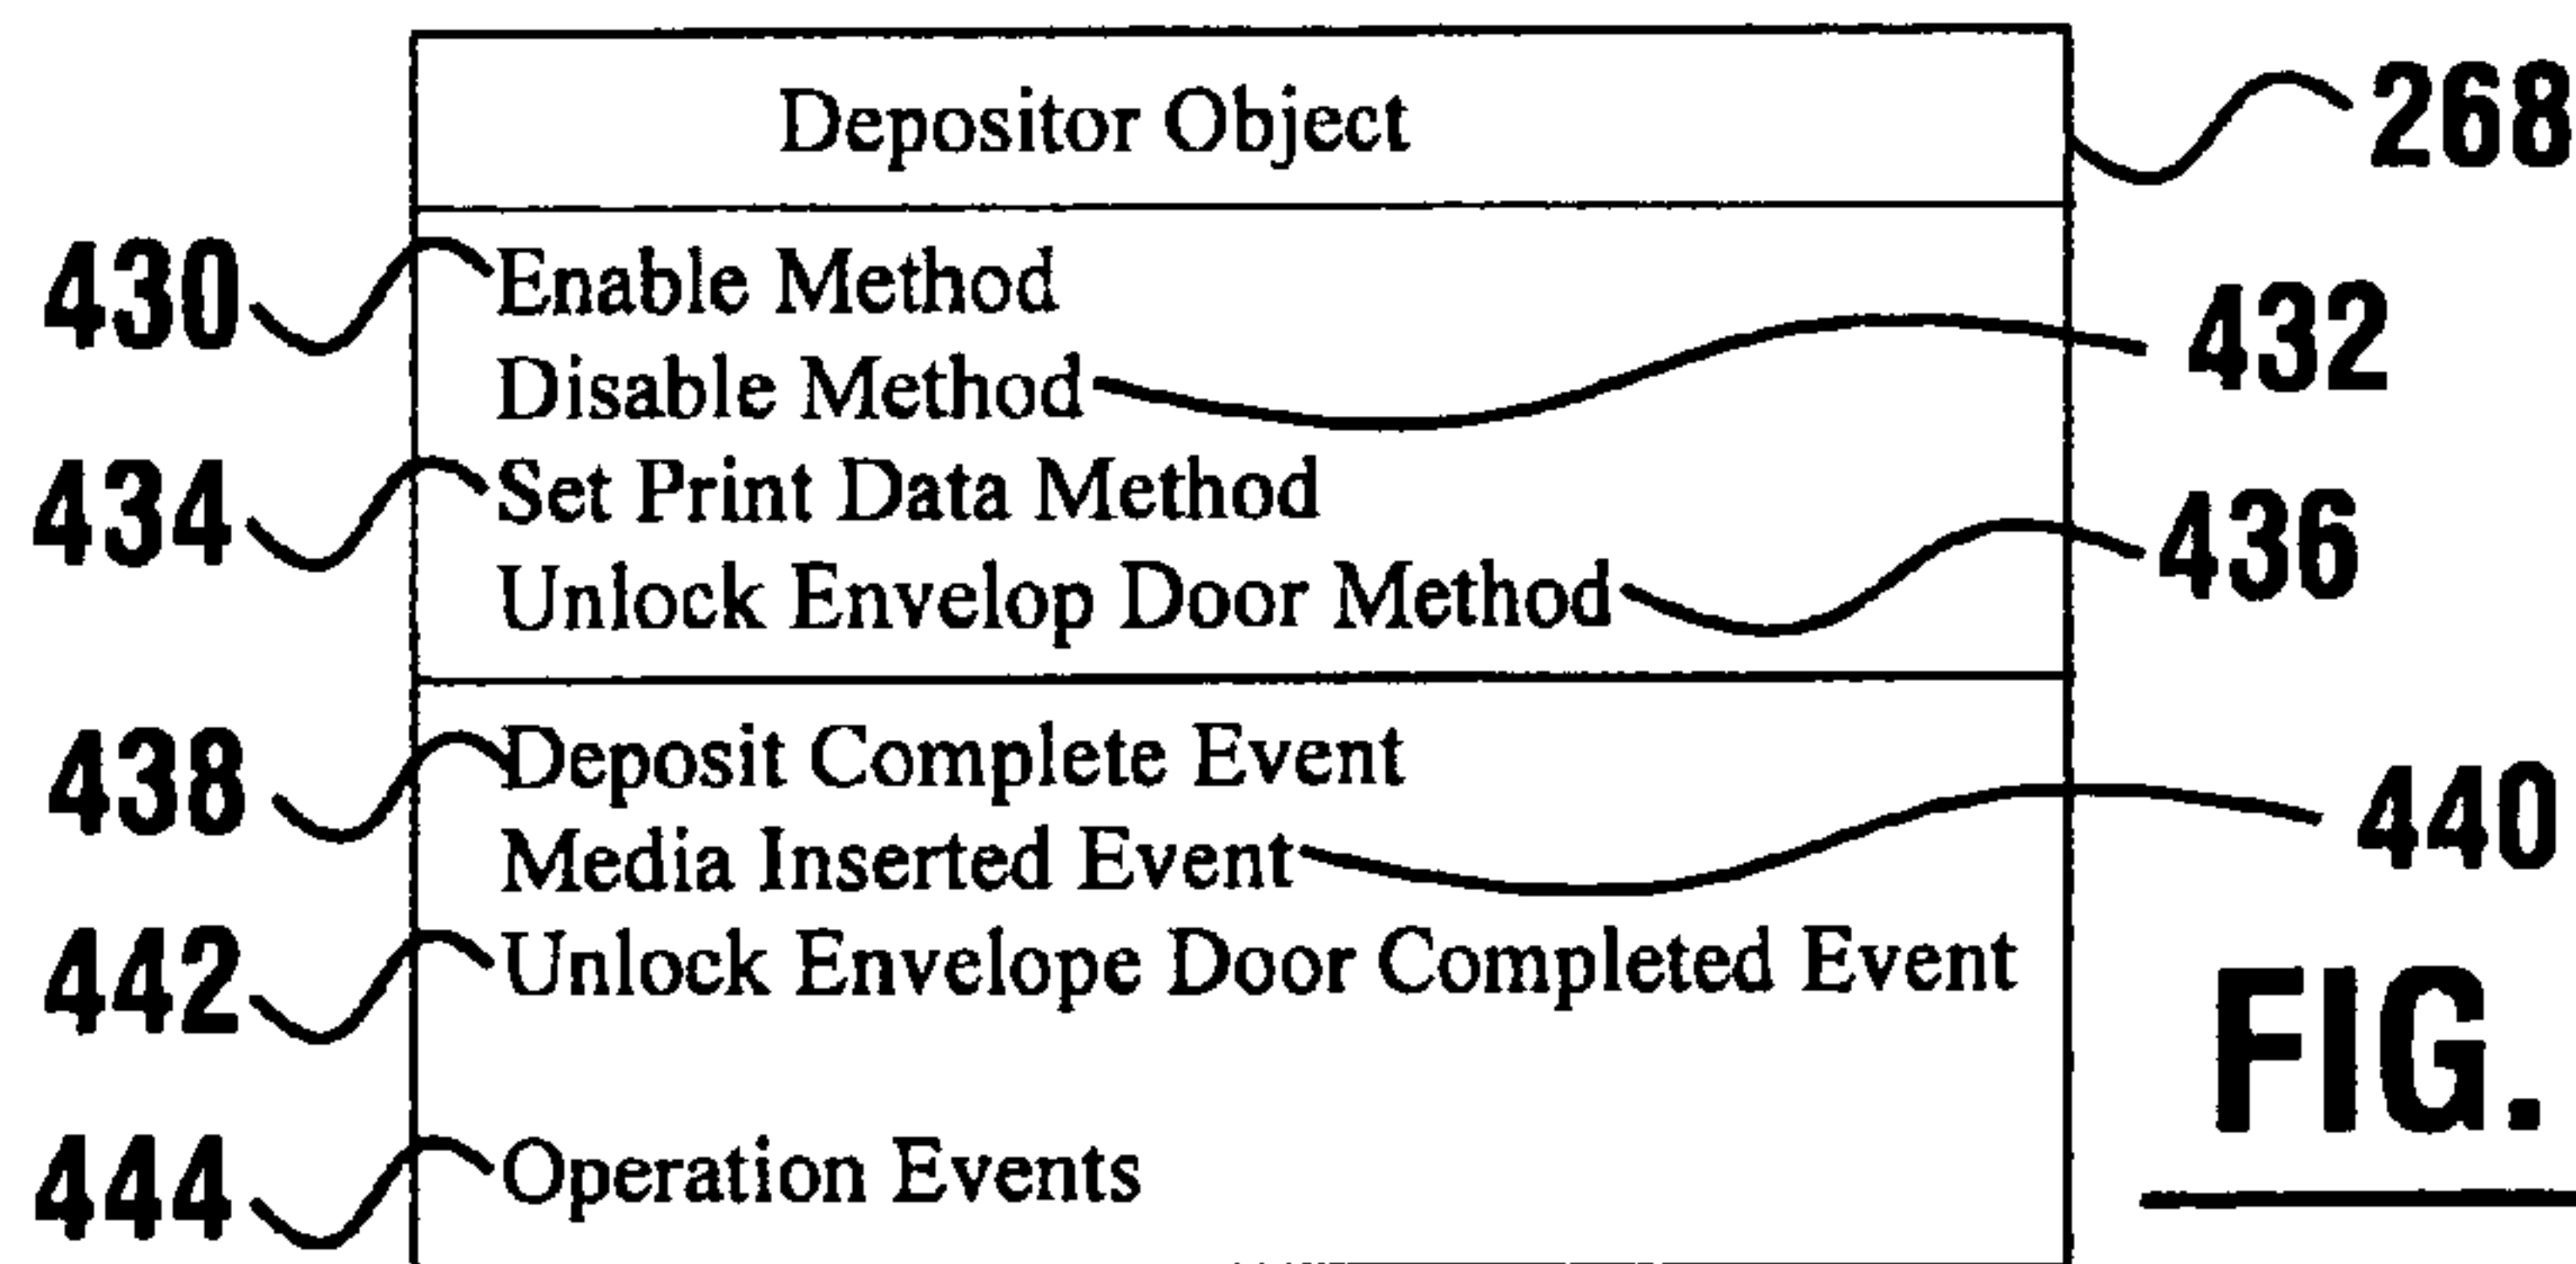 Depositor Object
268
430
Enable Method
432
Disable Method
434
Set Print Data Method
436
Unlock Envelop Door Method
438
Deposit Complete Event
440
Media Inserted Event
442
Unlock Envelope Door Completed Event
FIG.
444
Operation Events